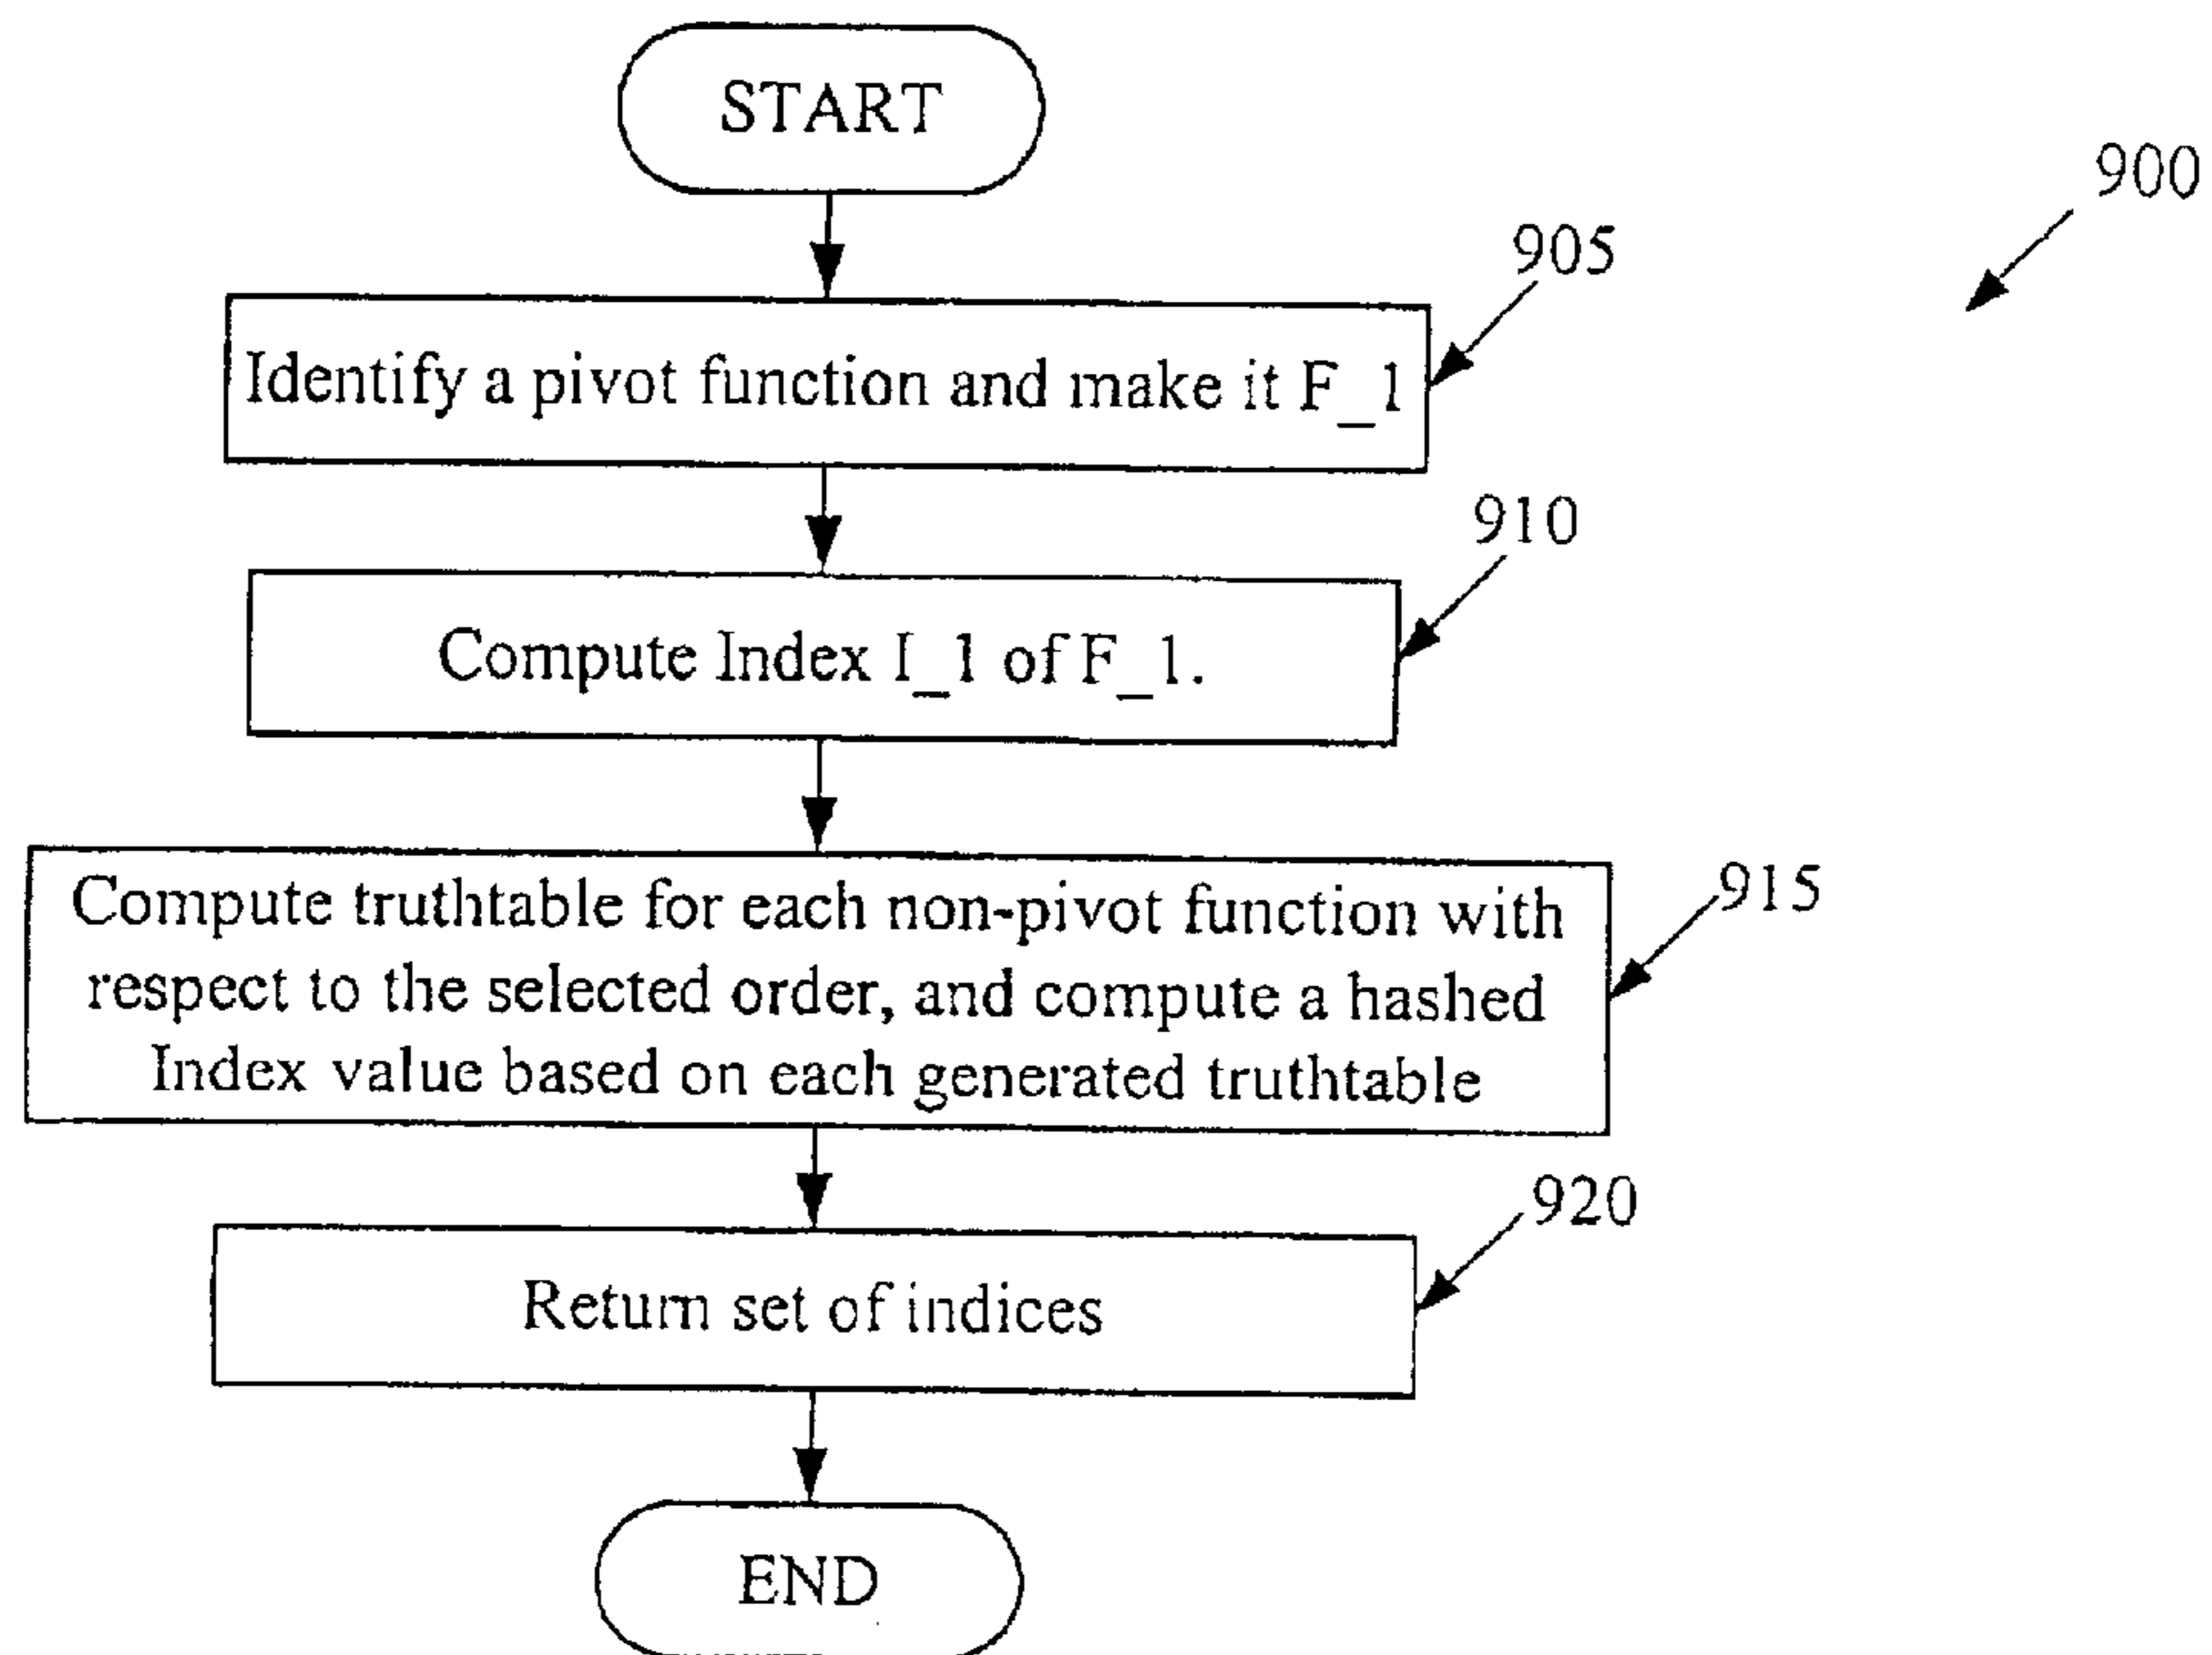 START
900
905
Identify a pivot function and make it F_1
910
Compute Index I_1 of F_1.
915
Compute truthtable for each non-pivot function with
respect to the selected order, and compute a hashed
Index value based on each generated truthtable
920
Return set of indices
END